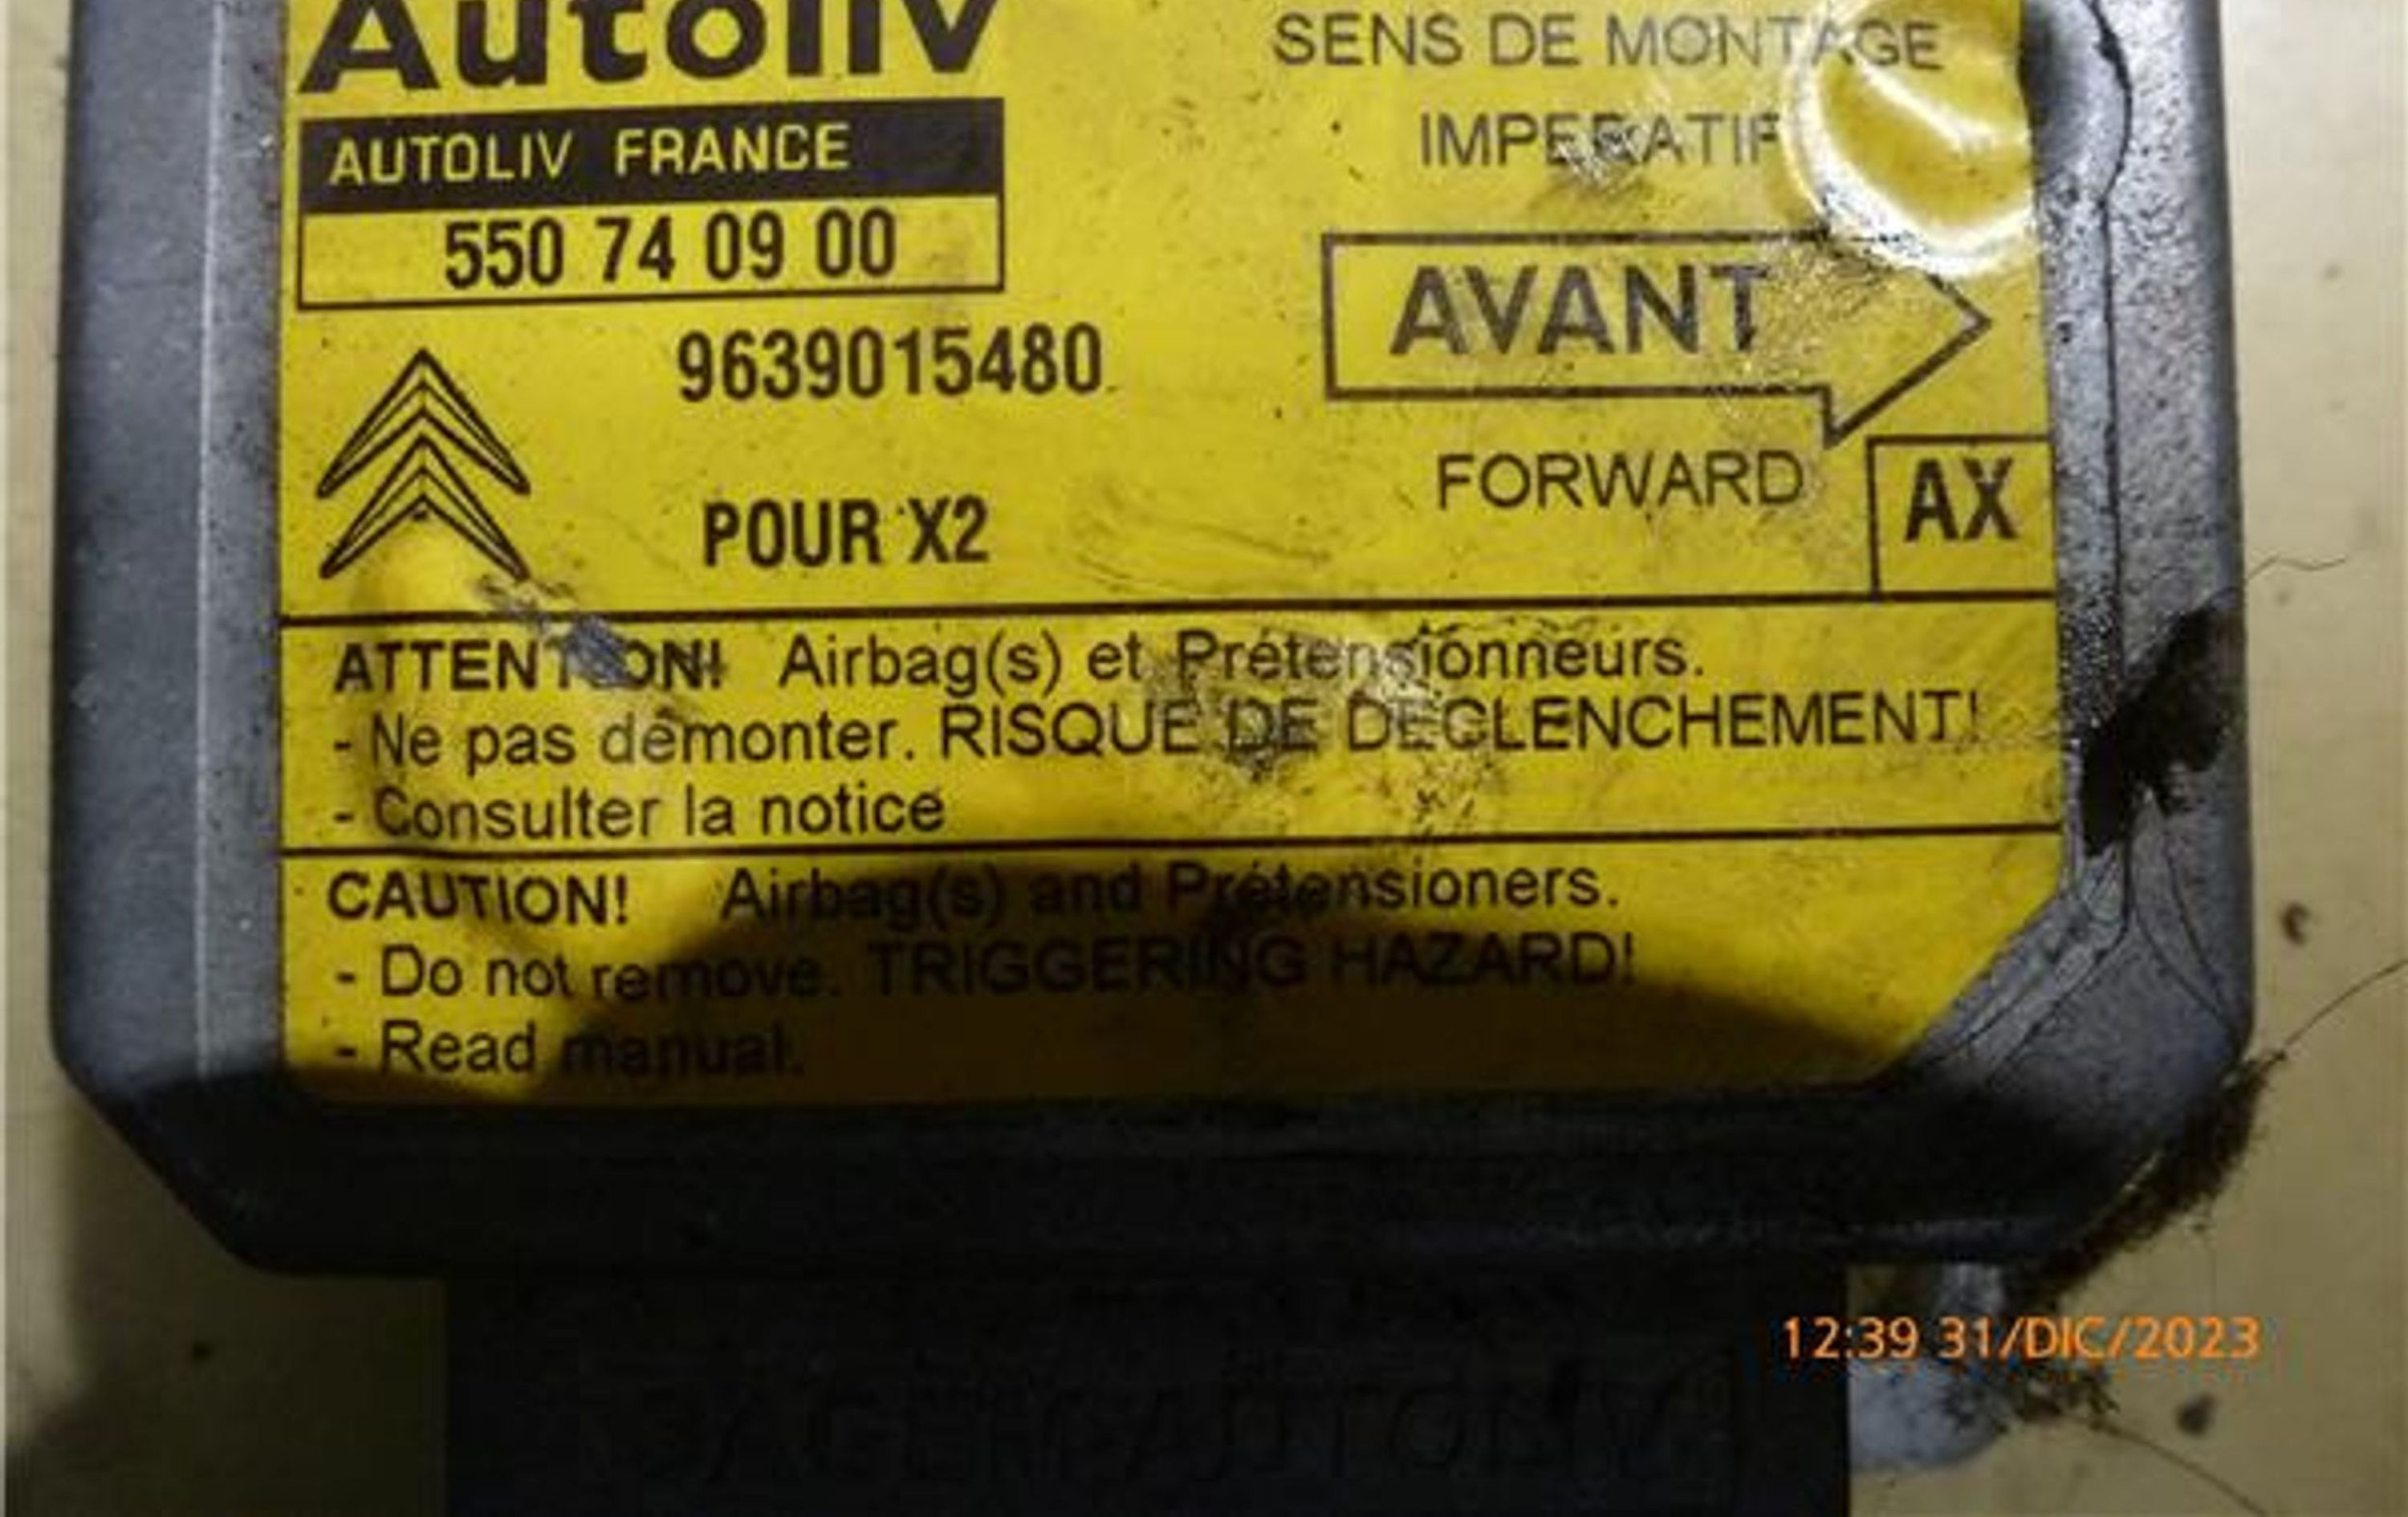 Autoliv
SENS DE MONTAGE
IMPERATIF
AUTOLIV FRANCE
550 74 09 00
AVANT
9639015480
FORWARD
AX
POUR X2
ATTENTION! Airbag(s) et Prétensionneurs.
- Ne pas démonter. RISQUE DE DECLENCHEMENT!
- Consulter la notice
CAUTION! Airbag(s) and Prétensioners.
- Do not remove. TRIGGERING HAZARD!
- Read manual.
12:39 31/DIC/2023